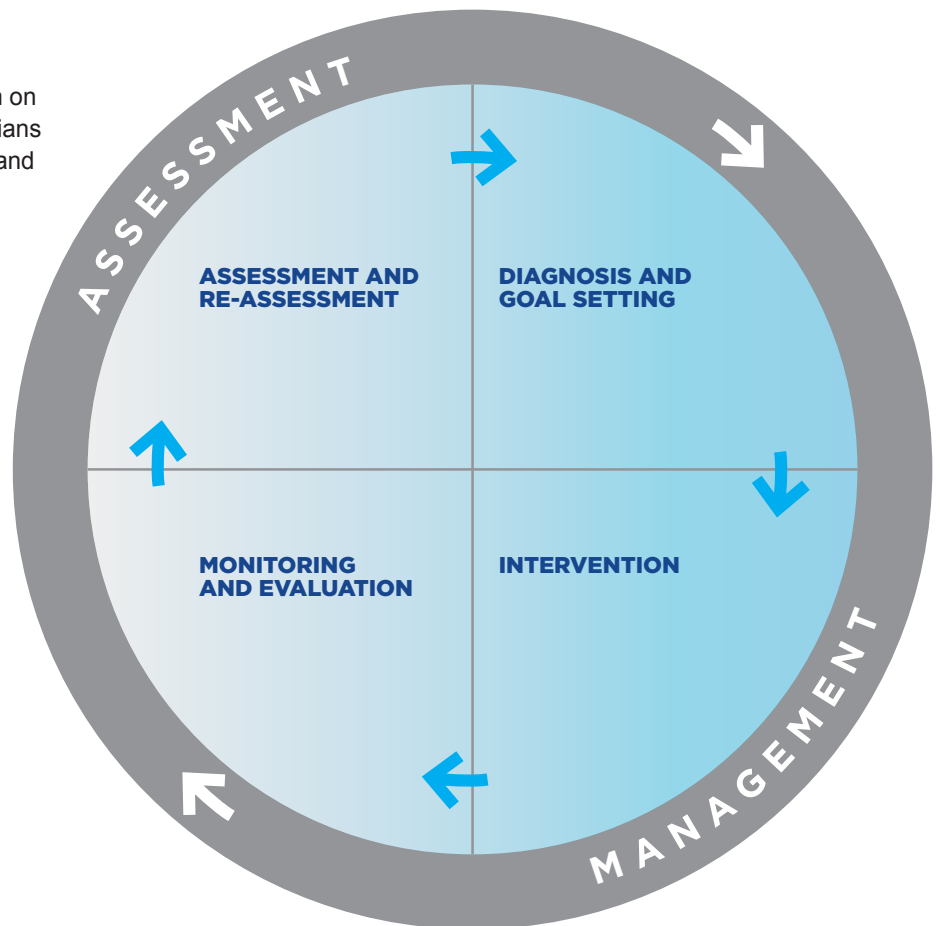 n on
ians
and
ASSESSMENT
ASSESSMENT AND
RE-ASSESSMENT
DIAGNOSIS AND
GOAL SETTING
MONITORING
AND EVALUATION
INTERVENTION
MANAGEMENT